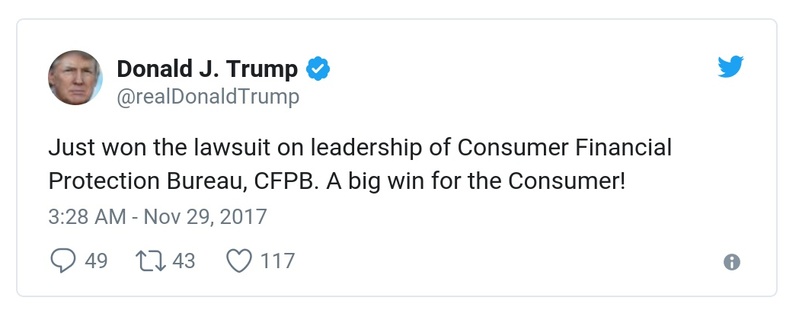 Donald J. Trump
@realDonaldTrump
Just won the lawsuit on leadership of Consumer Financial
Protection Bureau, CFPB. A big win for the Consumer!
3:28 AM - Nov 29, 2017
49 43 117